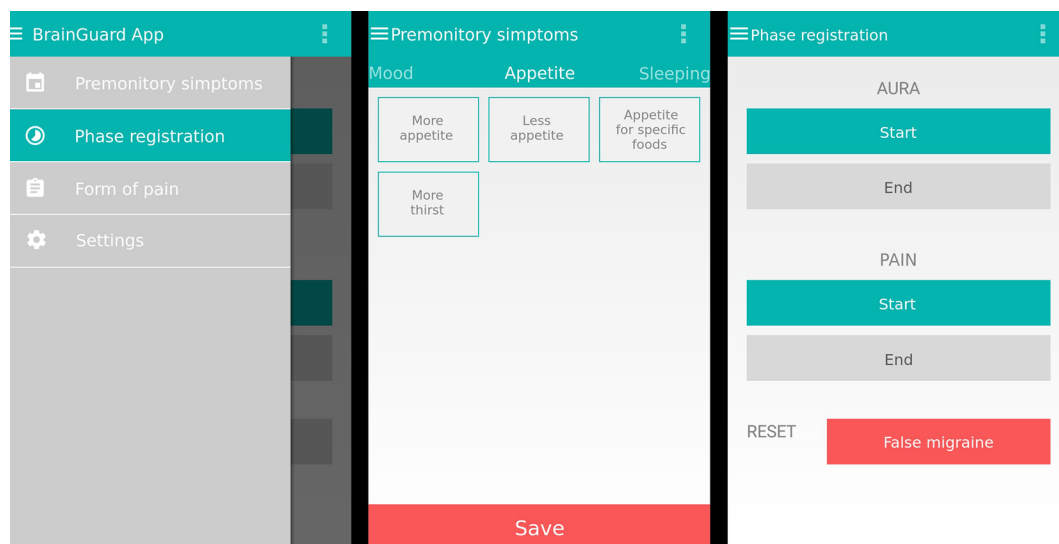 BrainGuard App
Premonitory simptoms
Phase registration
Form of pain
Settings
Premonitory symptoms
Mood Appetite Sleeping
More
appetite
Less
appetite
Appetite
for specific
foods
More
thirst
Save
Phase registration
AURA
Start
End
PAIN
Start
End
RESET
False migraine